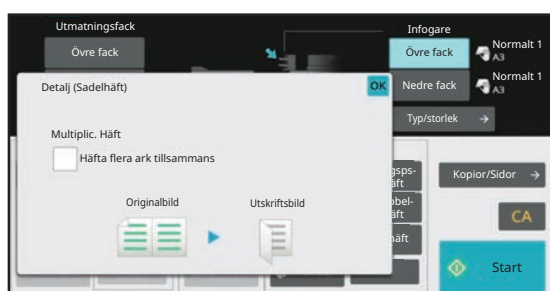 Utmatningsfack
Övre fack
Infogare
Övre fack
Normalt 1
A3
Nedre fack
Normalt 1
A3
Typ/storlek
Detalj (Sadelhäft)
OK
Multiplic. Häft
Häfta flera ark tillsammans
Originalbild
Utskriftsbild
Kopior/Sidor
CA
Start